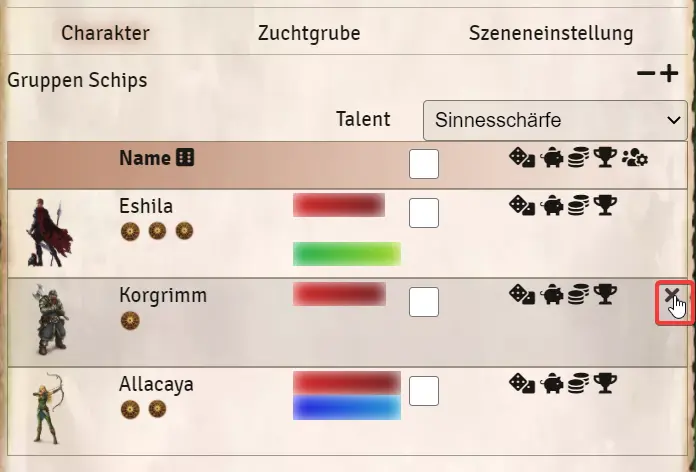 Charakter Zuchtgrube Szeneneinstellung
Gruppen Schips
Talent Sinnesschärfe
Name
Eshila
Korgrimm
Allacaya